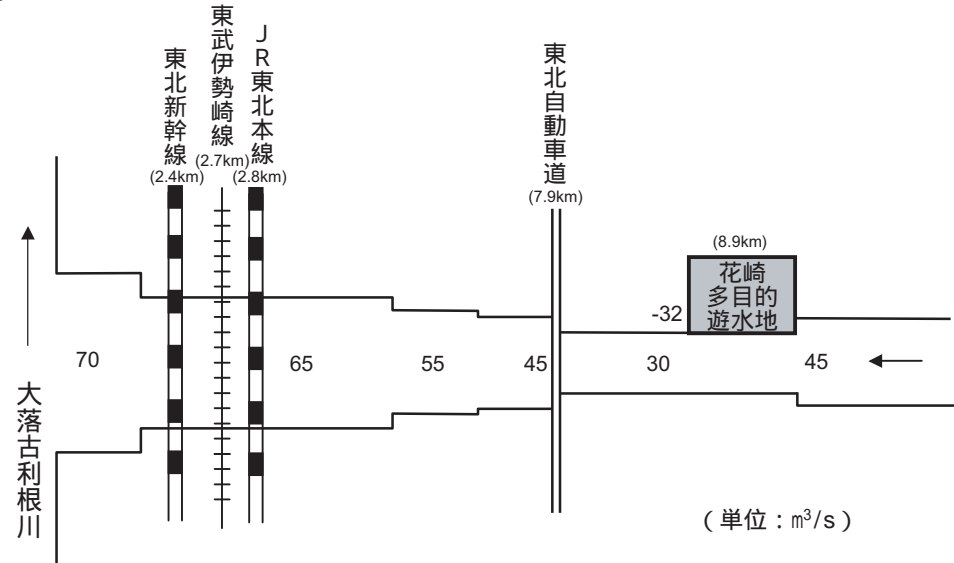 東北新幹線
(2.4km)
東武伊勢崎線
(2.7km)
JR東北本線
(2.8km)
東北自動車道
(7.9km)
(8.9km)
花崎
多目的
遊水地
-32
70
65
55
45
30
45
大落古利根川
(単位:m³/s)